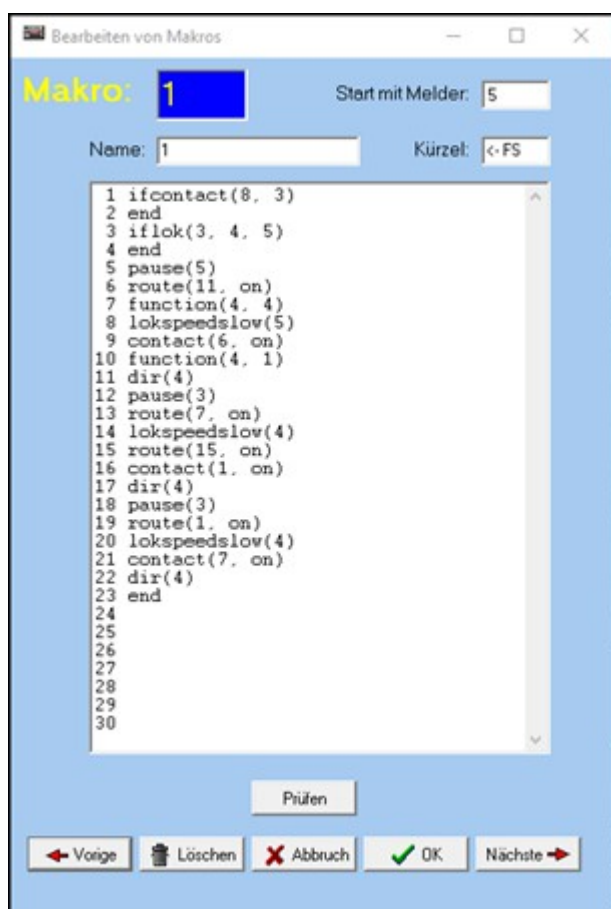 Bearbeiten von Makros
Makro: 1
Start mit Melder: 5
Name: 1
Kürzel: <-FS
1 ifcontact(8, 3)
2 end
3 iflok(3, 4, 5)
4 end
5 pause(5)
6 route(11, on)
7 function(4, 4)
8 lokspeedslow(5)
9 contact(6, on)
10 function(4, 1)
11 dir(4)
12 pause(3)
13 route(7, on)
14 lokspeedslow(4)
15 route(15, on)
16 contact(1, on)
17 dir(4)
18 pause(3)
19 route(1, on)
20 lokspeedslow(4)
21 contact(7, on)
22 dir(4)
23 end
24
25
26
27
28
29
30
Prüfen
Vorige
Löschen
Abbruch
OK
Nächste